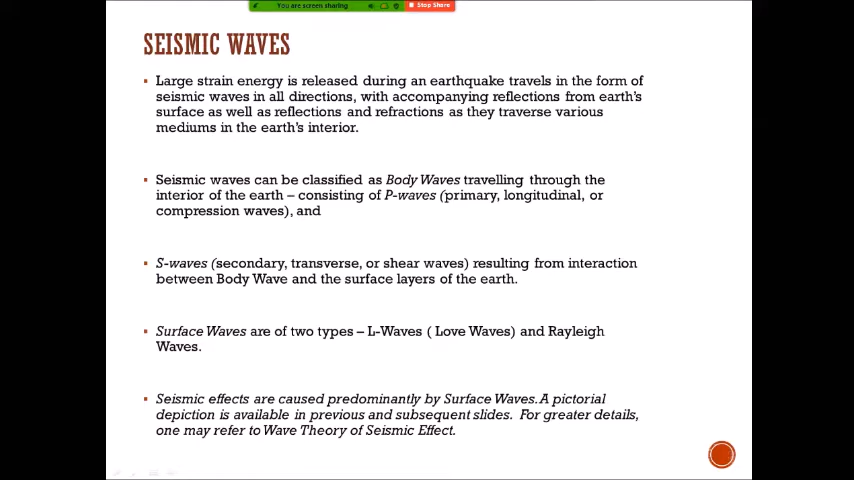 You are screen sharing
Stop Share
SEISMIC WAVES
▪ Large strain energy is released during an earthquake travels in the form of
seismic waves in all directions, with accompanying reflections from earth's
surface as well as reflections and refractions as they traverse various
mediums in the earth's interior.
▪ Seismic waves can be classified as Body Waves travelling through the
interior of the earth – consisting of P-waves (primary, longitudinal, or
compression waves), and
▪ S-waves (secondary, transverse, or shear waves) resulting from interaction
between Body Wave and the surface layers of the earth.
▪ Surface Waves are of two types – L-Waves ( Love Waves) and Rayleigh
Waves.
▪ Seismic effects are caused predominantly by Surface Waves. A pictorial
depiction is available in previous and subsequent slides. For greater details,
one may refer to Wave Theory of Seismic Effect.